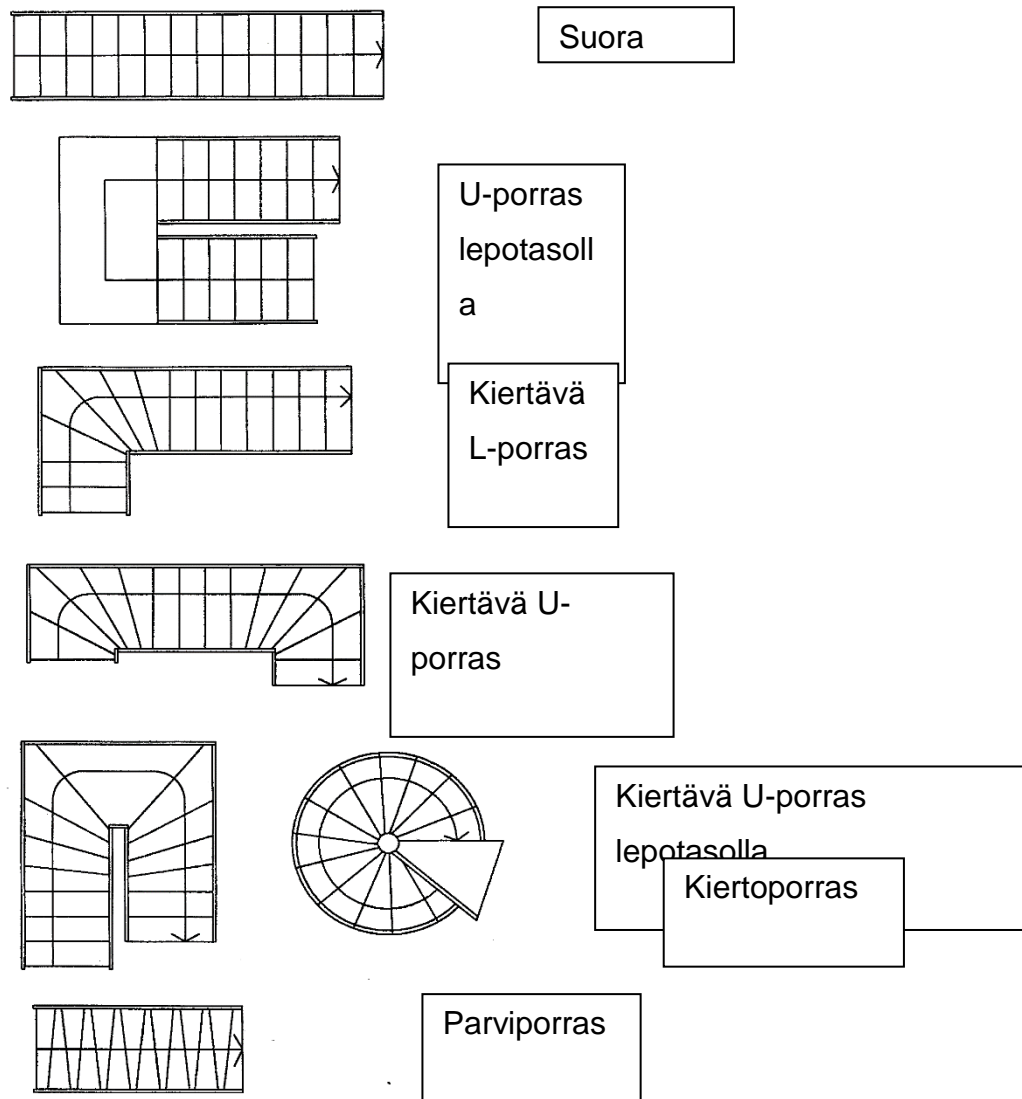 Suora
U-porras
lepotasoll
a
Kiertävä
L-porras
Kiertävä U-
porras
Kiertävä U-porras
lepotasolla
Kiertoporras
Parviporras